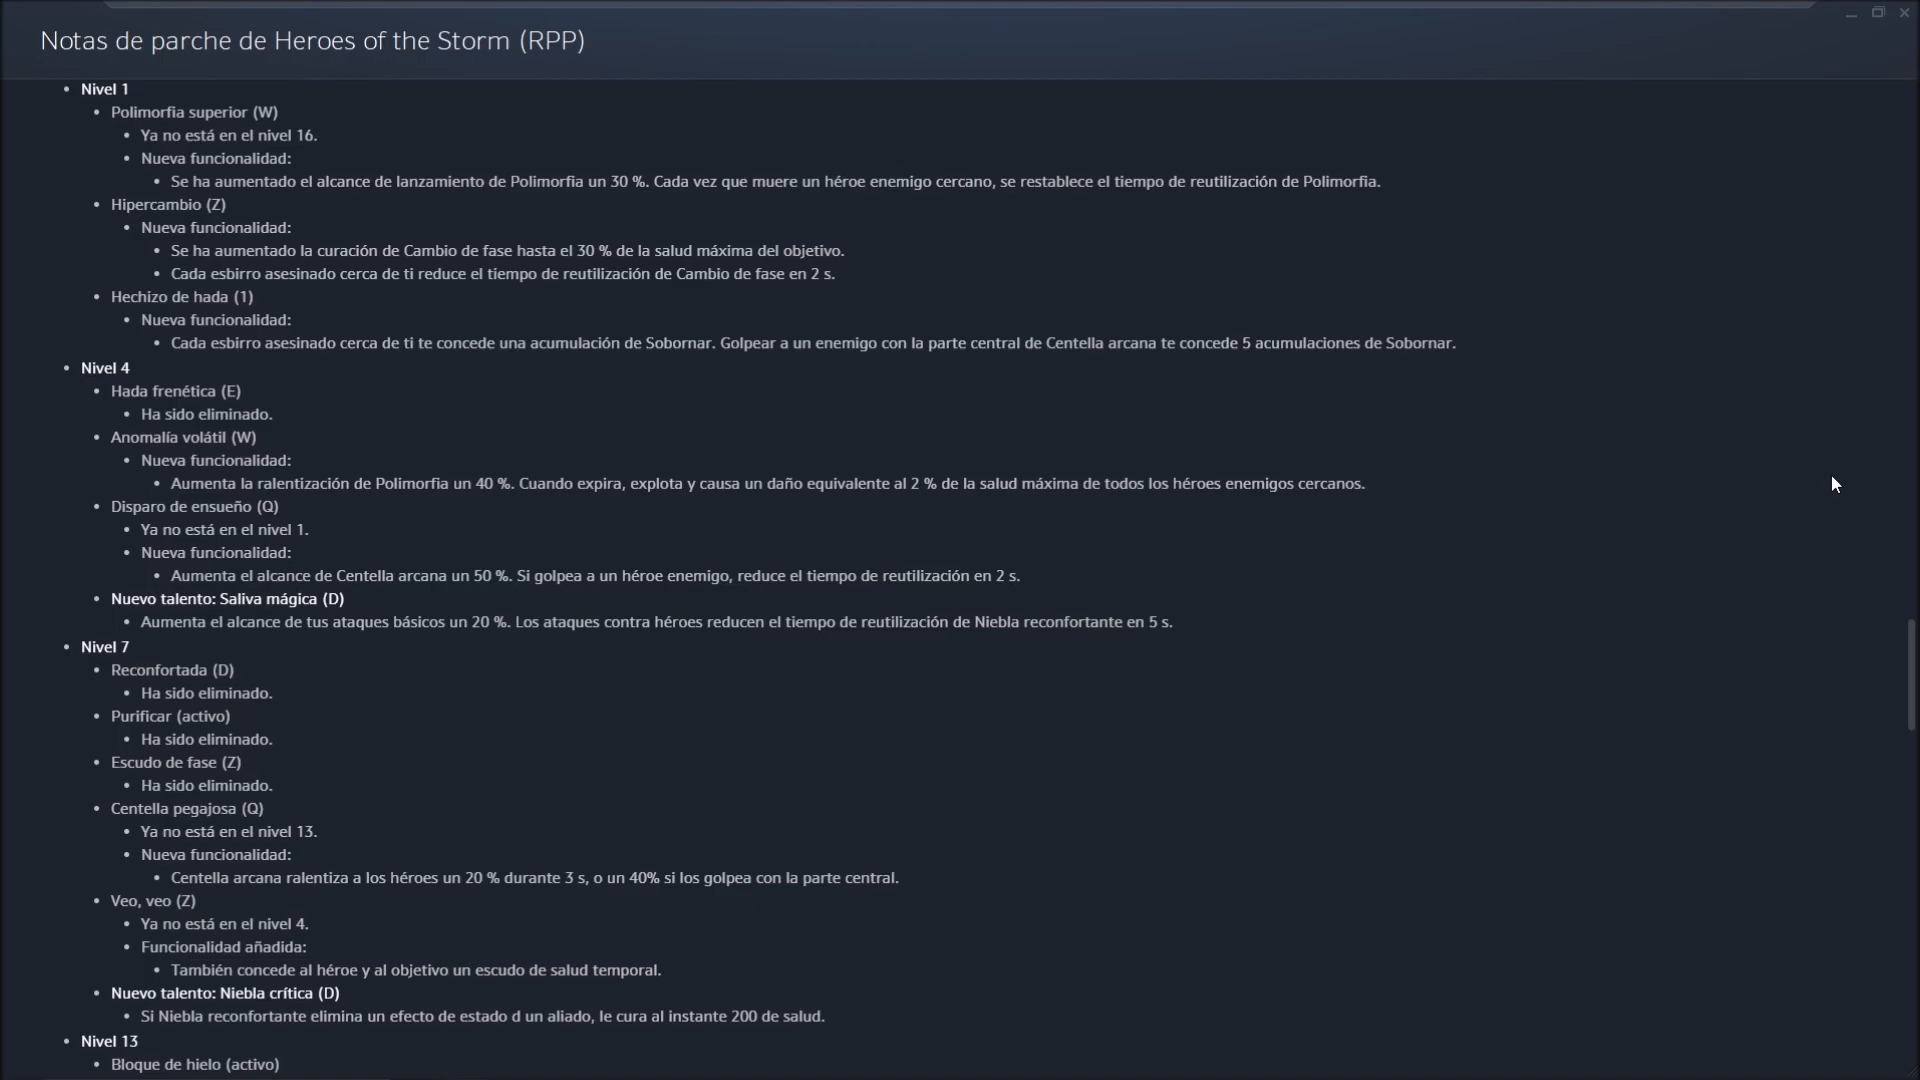 Notas de parche de Heroes of the Storm (RPP)
• Nivel 1
• Polimorfia superior (W)
• Ya no está en el nivel 16.
• Nueva funcionalidad:
• Se ha aumentado el alcance de lanzamiento de Polimorfia un 30 %. Cada vez que muere un héroe enemigo cercano, se restablece el tiempo de reutilización de Polimorfia.
• Hipercambio (Z)
• Nueva funcionalidad:
• Se ha aumentado la curación de Cambio de fase hasta el 30 % de la salud máxima del objetivo.
• Cada esbirro asesinado cerca de ti reduce el tiempo de reutilización de Cambio de fase en 2 s.
• Hechizo de hada (1)
• Nueva funcionalidad:
• Cada esbirro asesinado cerca de ti te concede una acumulación de Sobornar. Golpear a un enemigo con la parte central de Centella arcana te concede 5 acumulaciones de Sobornar.
• Nivel 4
• Hada frenética (E)
• Ha sido eliminado.
• Anomalía volátil (W)
• Nueva funcionalidad:
• Aumenta la ralentización de Polimorfia un 40 %. Cuando expira, explota y causa un daño equivalente al 2 % de la salud máxima de todos los héroes enemigos cercanos.
• Disparo de ensueño (Q)
• Ya no está en el nivel 1.
• Nueva funcionalidad:
• Aumenta el alcance de Centella arcana un 50 %. Si golpea a un héroe enemigo, reduce el tiempo de reutilización en 2 s.
• Nuevo talento: Saliva mágica (D)
• Aumenta el alcance de tus ataques básicos un 20 %. Los ataques contra héroes reducen el tiempo de reutilización de Niebla reconfortante en 5 s.
• Nivel 7
• Reconfortada (D)
• Ha sido eliminado.
• Purificar (activo)
• Ha sido eliminado.
• Escudo de fase (Z)
• Ha sido eliminado.
• Centella pegajosa (Q)
• Ya no está en el nivel 13.
• Nueva funcionalidad:
• Centella arcana ralentiza a los héroes un 20 % durante 3 s, o un 40% si los golpea con la parte central.
• Veo, veo (Z)
• Ya no está en el nivel 4.
• Funcionalidad añadida:
• También concede al héroe y al objetivo un escudo de salud temporal.
• Nuevo talento: Niebla crítica (D)
• Si Niebla reconfortante elimina un efecto de estado d un aliado, le cura al instante 200 de salud.
• Nivel 13
• Bloque de hielo (activo)